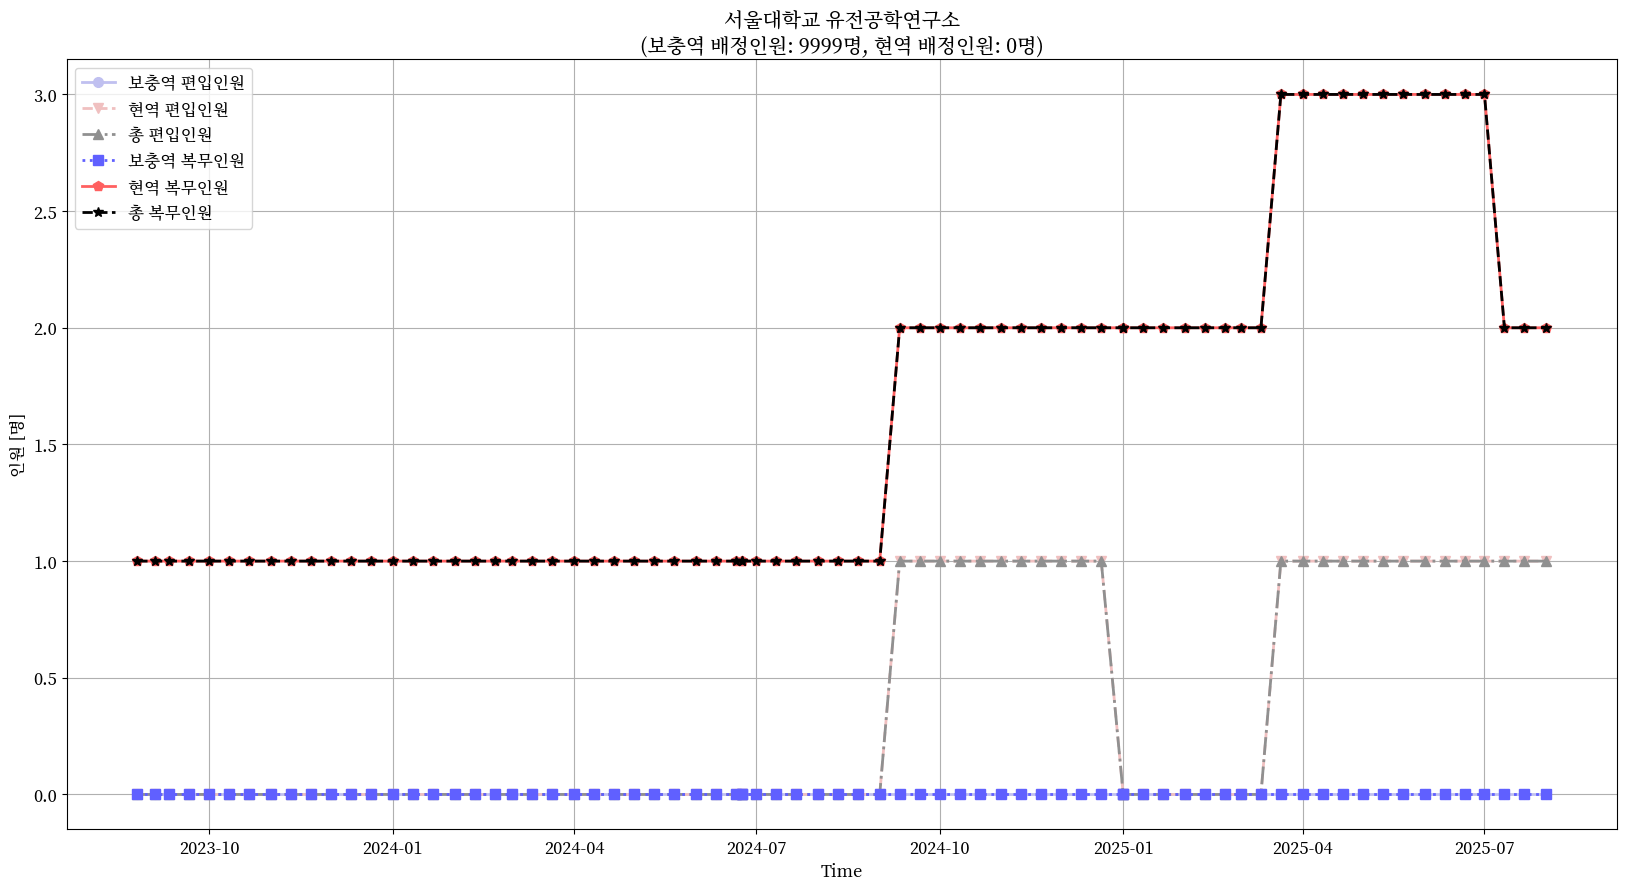 서울대학교 유전공학연구소
(보충역 배정인원: 9999명, 현역 배정인원: 0명)
보충역 편입인원
현역 편입인원
총 편입인원
보충역 복무인원
현역 복무인원
총 복무인원
3.0
2.5
2.0
1.5
1.0
0.5
0.0
인원 [명]
2023-10
2024-01
2024-04
2024-07
2024-10
2025-01
2025-04
2025-07
Time